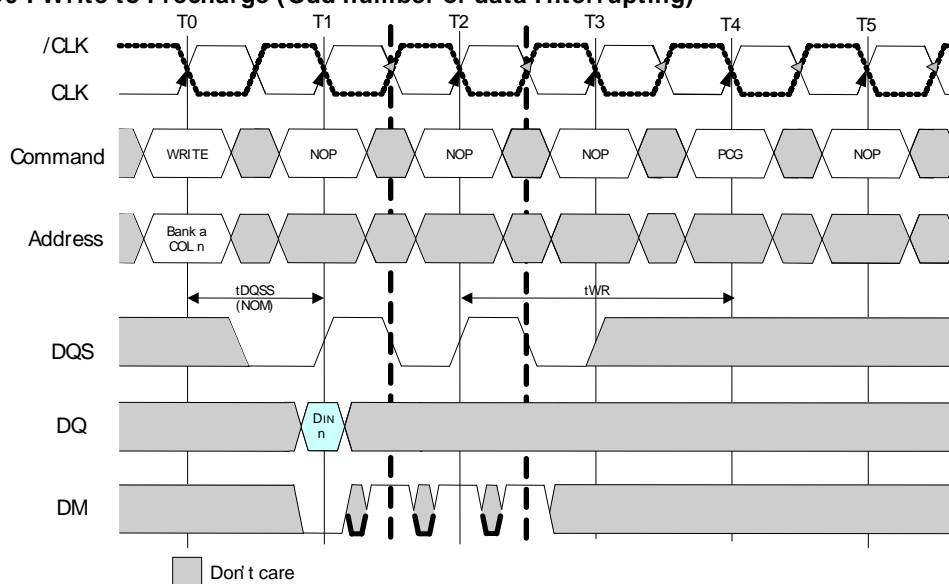 Write to Precharge (Odd number of data Interrupting)
T0 T1 T2 T3 T4 T5
/CLK
CLK
Command WRITE NOP NOP NOP PCG NOP
Address Bank a
COL n
tDQSS tWR
(NOM)
DQS
DQ DIN
n
DM
Don't care